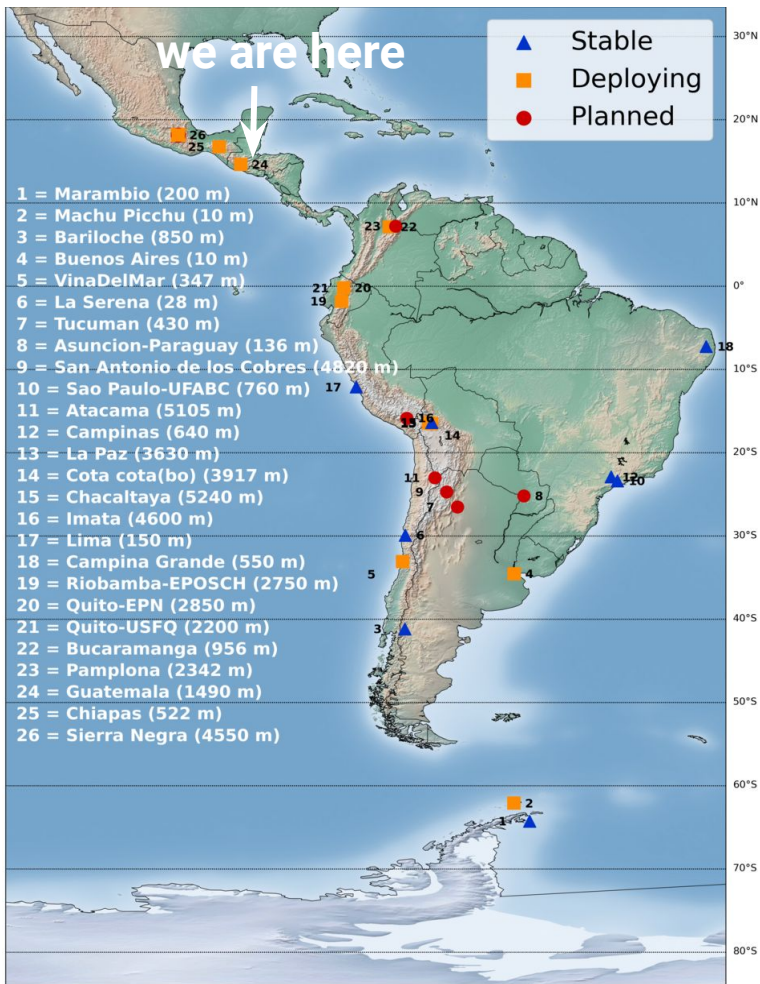 we are here
Stable
Deploying
Planned
30°N
20°N
10°N
0°
10°S
20°S
30°S
40°S
50°S
60°S
70°S
80°S
26
25
24
23
22
21
20
19
18
17
16
15
14
12
10
11
9
8
7
6
5
4
3
2
1
1 = Marambio (200 m)
2 = Machu Picchu (10 m)
3 = Bariloche (850 m)
4 = Buenos Aires (10 m)
5 = VinaDelMar (347 m)
6 = La Serena (28 m)
7 = Tucuman (430 m)
8 = Asuncion-Paraguay (136 m)
9 = San Antonio de los Cobres (4820 m)
10 = Sao Paulo-UFABC (760 m)
11 = Atacama (5105 m)
12 = Campinas (640 m)
13 = La Paz (3630 m)
14 = Cota cota(bo) (3917 m)
15 = Chacaltaya (5240 m)
16 = Imata (4600 m)
17 = Lima (150 m)
18 = Campina Grande (550 m)
19 = Riobamba-EPOSCH (2750 m)
20 = Quito-EPN (2850 m)
21 = Quito-USFQ (2200 m)
22 = Bucaramanga (956 m)
23 = Pamplona (2342 m)
24 = Guatemala (1490 m)
25 = Chiapas (522 m)
26 = Sierra Negra (4550 m)